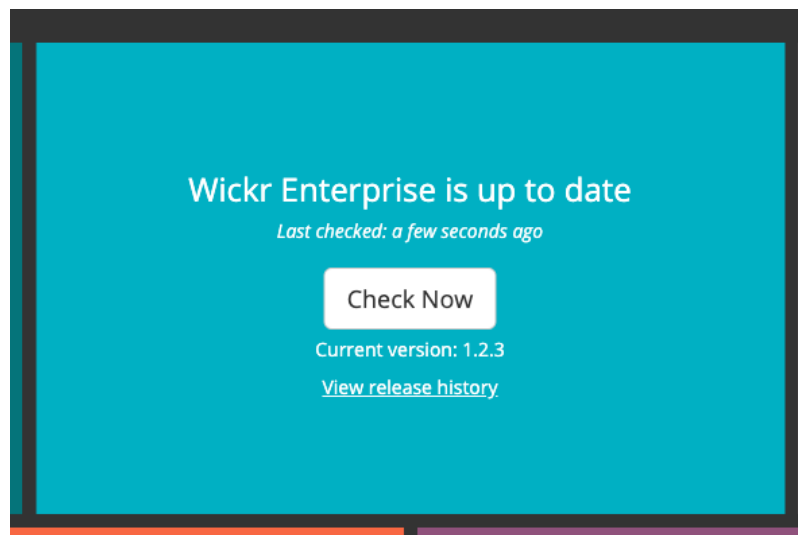 Wickr Enterprise is up to date
Last checked: a few seconds ago
Check Now
Current version: 1.2.3
View release history